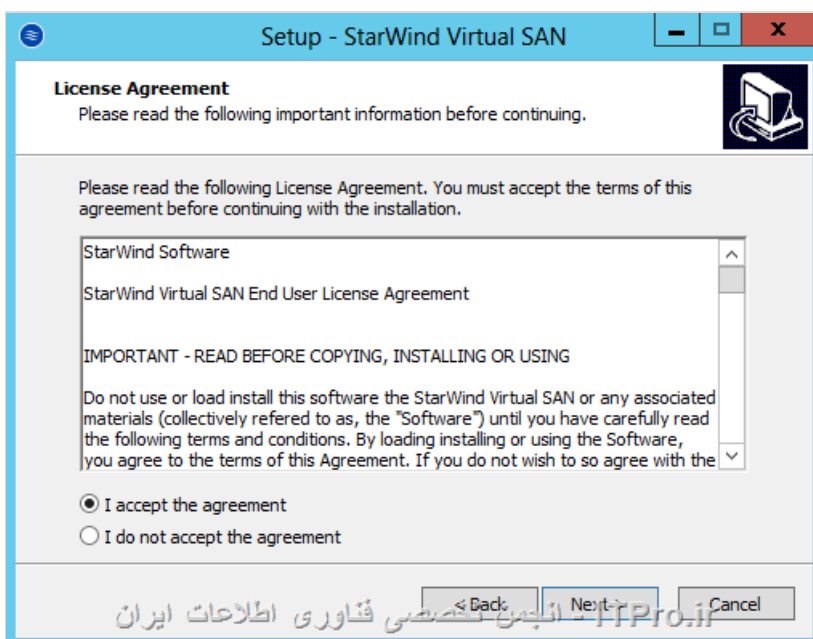 Setup - StarWind Virtual SAN
License Agreement
Please read the following important information before continuing.
Please read the following License Agreement. You must accept the terms of this
agreement before continuing with the installation.
StarWind Software
StarWind Virtual SAN End User License Agreement
IMPORTANT - READ BEFORE COPYING, INSTALLING OR USING
Do not use or load install this software the StarWind Virtual SAN or any associated
materials (collectively refered to as, the "Software") until you have carefully read
the following terms and conditions. By loading installing or using the Software,
you agree to the terms of this Agreement. If you do not wish to so agree with the
I accept the agreement
I do not accept the agreement
< Back Next > Cancel
ITPro.ir - انجمن تخصصی فناوری اطلاعات ایران